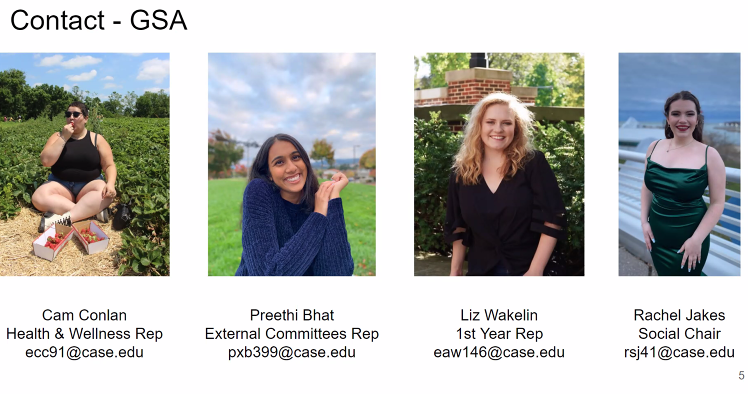 Contact - GSA
Cam Conlan
Health & Wellness Rep
ecc91@case.edu
Preethi Bhat
External Committees Rep
pxb399@case.edu
Liz Wakelin
1st Year Rep
eaw146@case.edu
Rachel Jakes
Social Chair
rsj41@case.edu
5